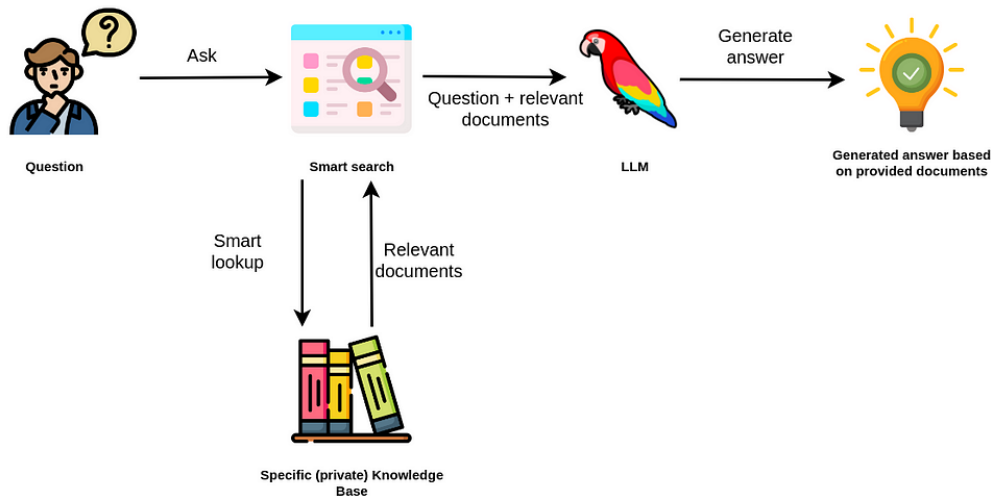 ?
Ask
Question + relevant
documents
Generate
answer
Question
Smart search
LLM
Generated answer based
on provided documents
Smart
lookup
Relevant
documents
Specific (private) Knowledge
Base